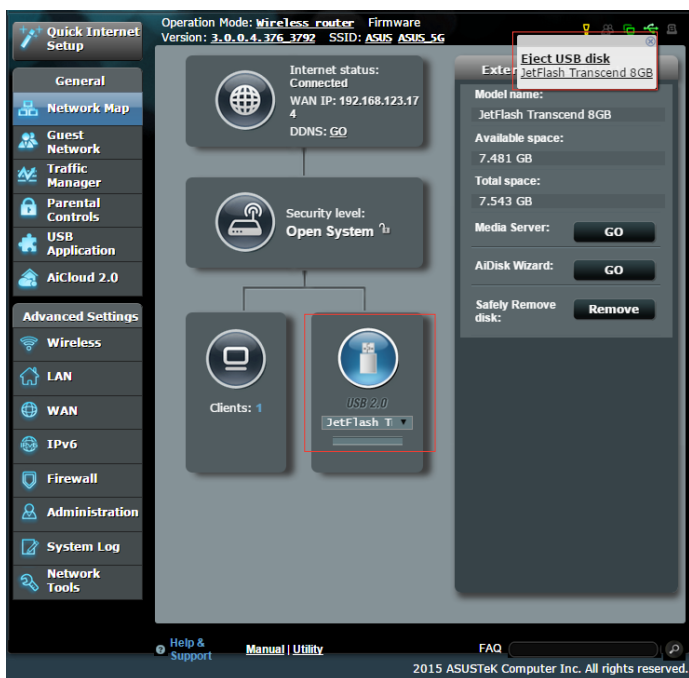 Quick Internet
Setup
Operation Mode: Wireless router Firmware
Version: 3.0.0.4.376_3792 SSID: ASUS ASUS_5G
Eject USB disk
JetFlash Transcend 8GB
General
Network Map
Guest
Network
Traffic
Manager
Parental
Controls
USB
Application
AiCloud 2.0
Advanced Settings
Wireless
LAN
WAN
IPv6
Firewall
Administration
System Log
Network
Tools
Internet status:
Connected
WAN IP: 192.168.123.17
4
DDNS: GO
Security level:
Open System
Clients: 1
USB 2.0
JetFlash T
Exter
Model name:
JetFlash Transcend 8GB
Available space:
7.481 GB
Total space:
7.543 GB
Media Server: GO
AiDisk Wizard: GO
Safely Remove
disk:
Remove
Help &
Support
Manual | Utility
FAQ
2015 ASUSTeK Computer Inc. All rights reserved.